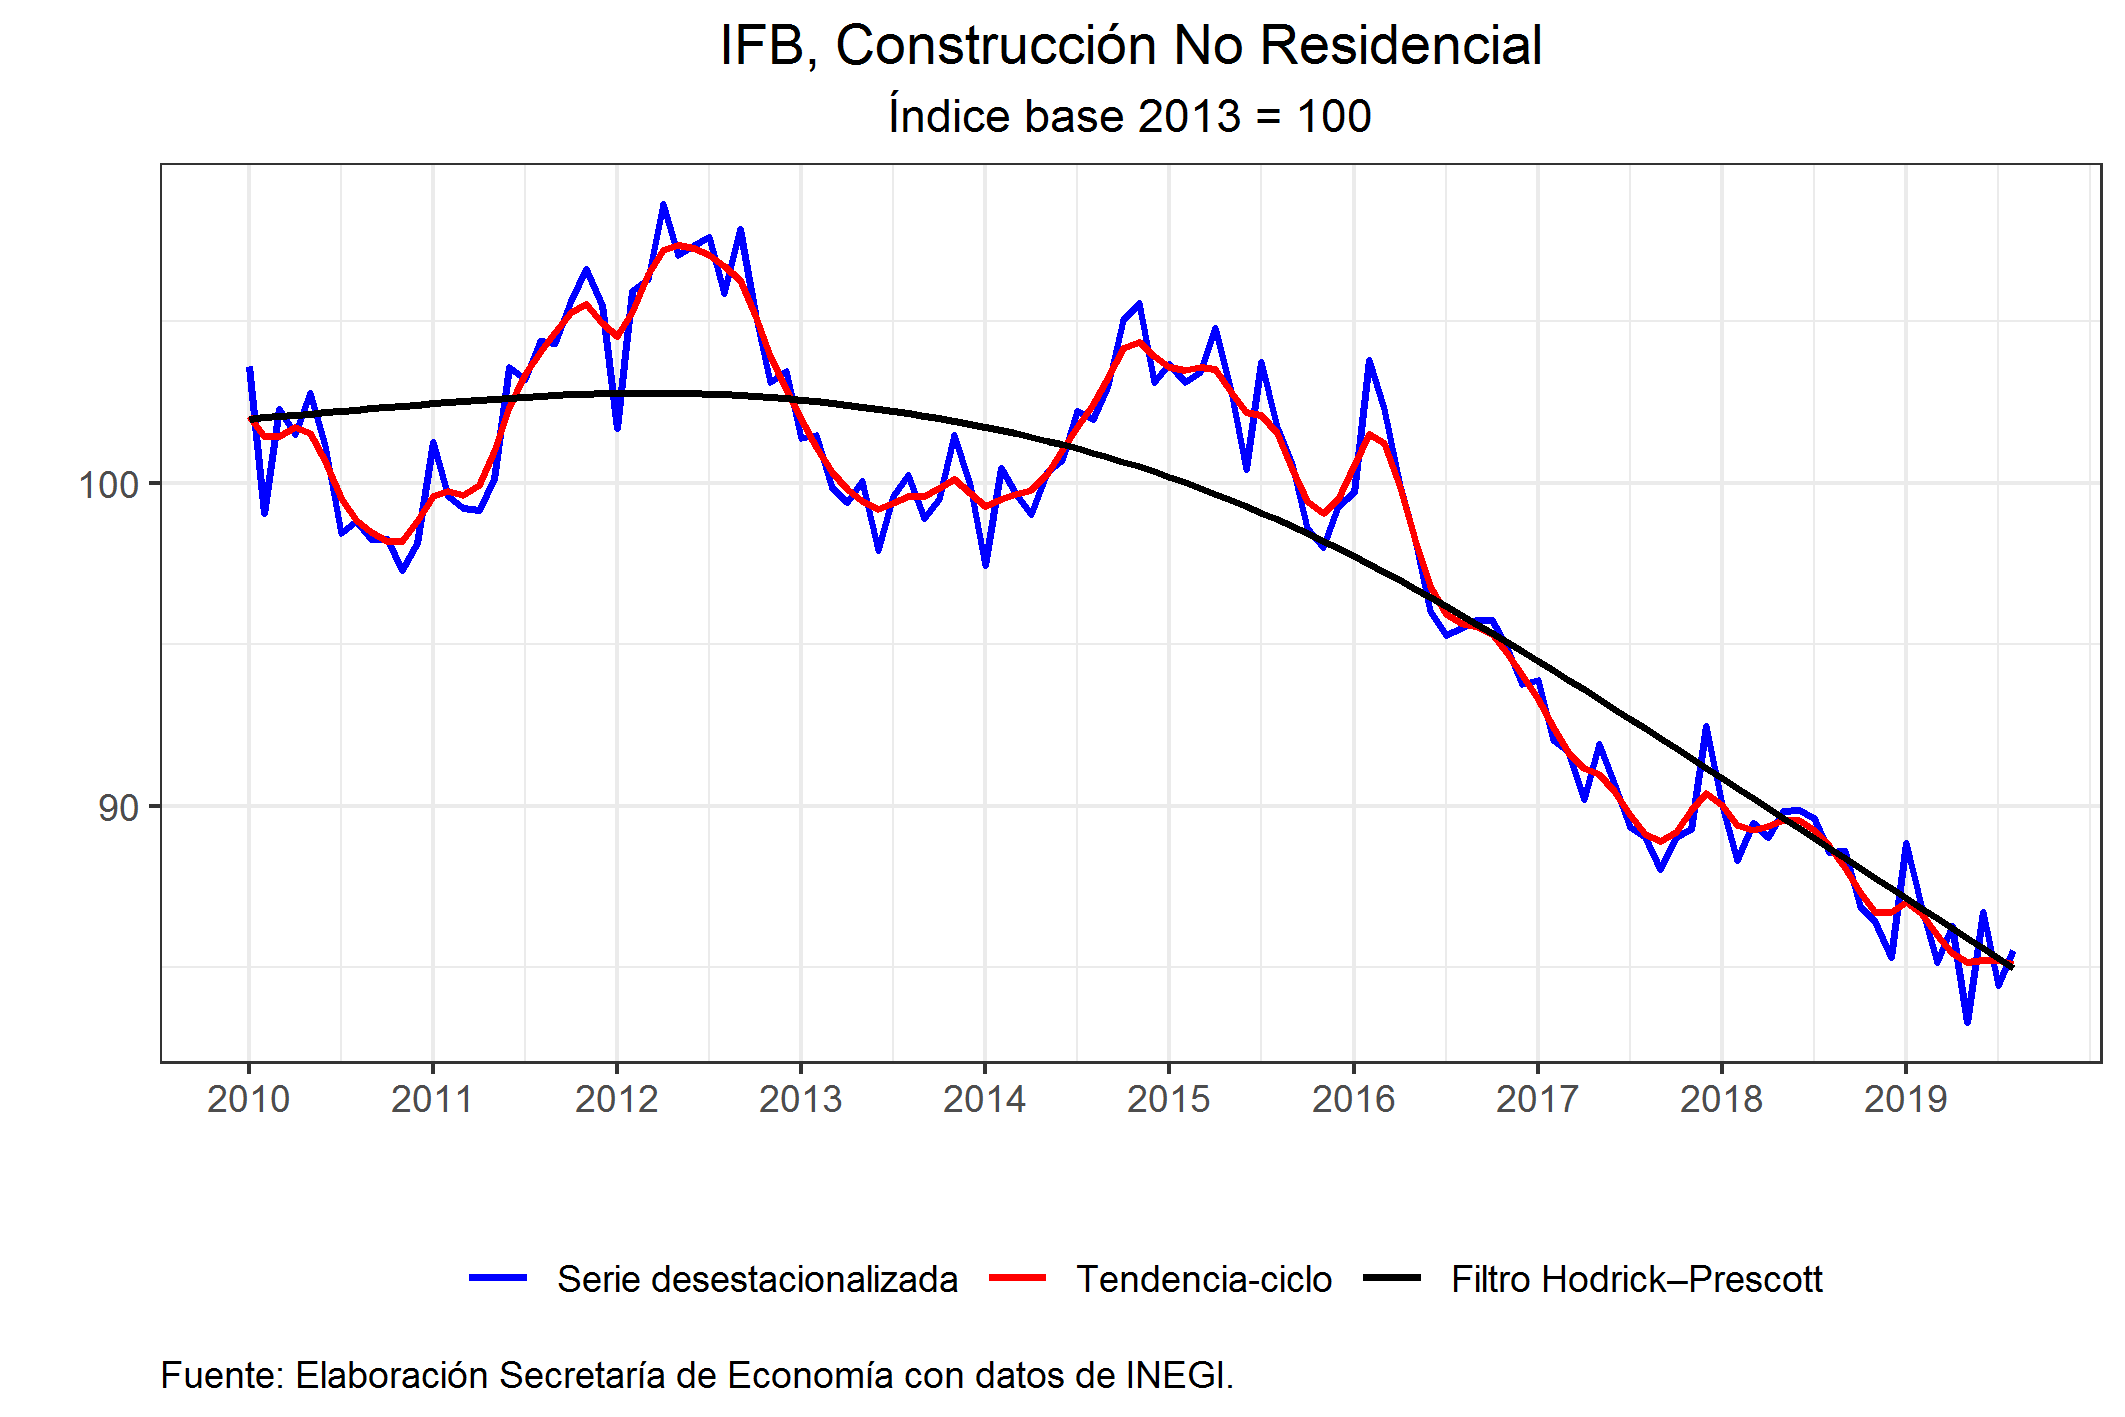 IFB, Construcción No Residencial
Índice base 2013 = 100
100
90
2010 2011 2012 2013 2014 2015 2016 2017 2018 2019
Serie desestacionalizada Tendencia-ciclo Filtro Hodrick–Prescott
Fuente: Elaboración Secretaría de Economía con datos de INEGI.